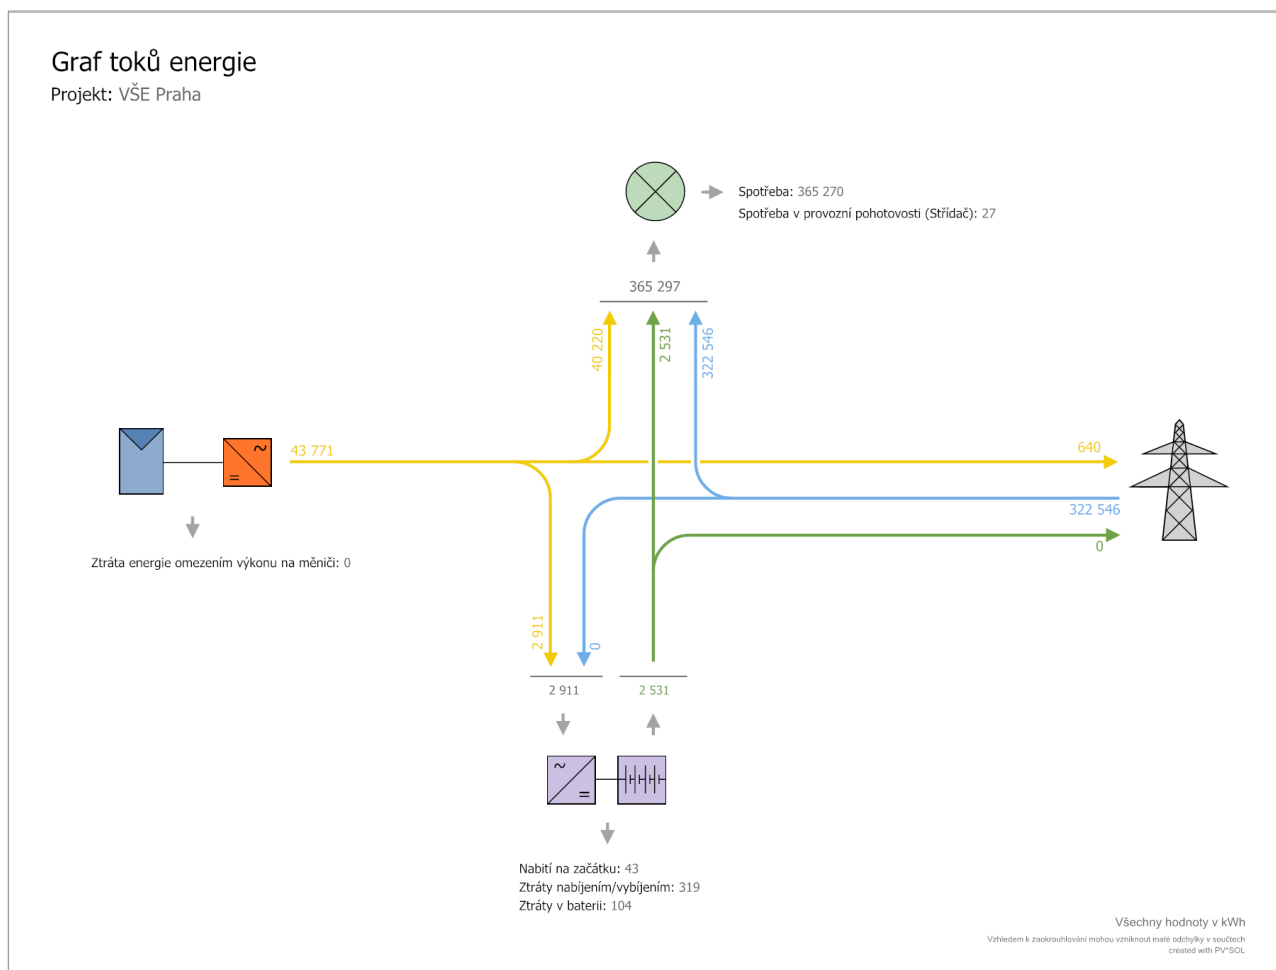 Graf toků energie
Projekt: VŠE Praha
Spotřeba: 365 270
Spotřeba v provozní pohotovosti (Střídač): 27
365 297
40 220
2 531
322 546
43 771
640
322 546
0
Ztráta energie omezením výkonu na měniči: 0
2 911
0
2 911
2 531
Nabití na začátku: 43
Ztráty nabíjením/vybíjením: 319
Ztráty v baterii: 104
Všechny hodnoty v kWh
Vzhledem k zaokrouhlování mohou vzniknout malé odchylky v součtech
created with PV*SOL